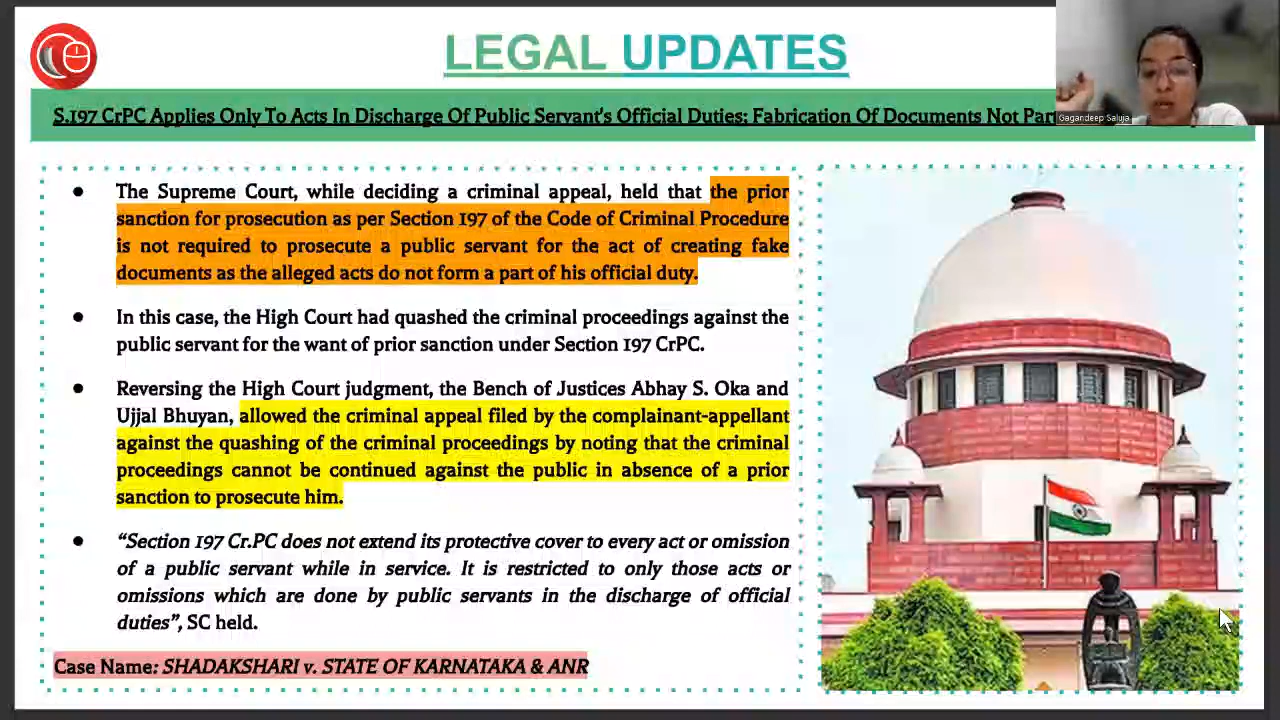 LEGAL UPDATES
S.197 CrPC Applies Only To Acts In Discharge Of Public Servant's Official Duties; Fabrication Of Documents Not
Gagandeep Saluja
The Supreme Court, while deciding a criminal appeal, held that the prior
sanction for prosecution as per Section 197 of the Code of Criminal Procedure
is not required to prosecute a public servant for the act of creating fake
documents as the alleged acts do not form a part of his official duty.
In this case, the High Court had quashed the criminal proceedings against the
public servant for the want of prior sanction under Section 197 CrPC.
Reversing the High Court judgment, the Bench of Justices Abhay S. Oka and
Ujjal Bhuyan, allowed the criminal appeal filed by the complainant-appellant
against the quashing of the criminal proceedings by noting that the criminal
proceedings cannot be continued against the public in absence of a prior
sanction to prosecute him.
“Section 197 Cr.PC does not extend its protective cover to every act or omission
of a public servant while in service. It is restricted to only those acts or
omissions which are done by public servants in the discharge of official
duties”, SC held.
Case Name: SHADAKSHARI v. STATE OF KARNATAKA & ANR